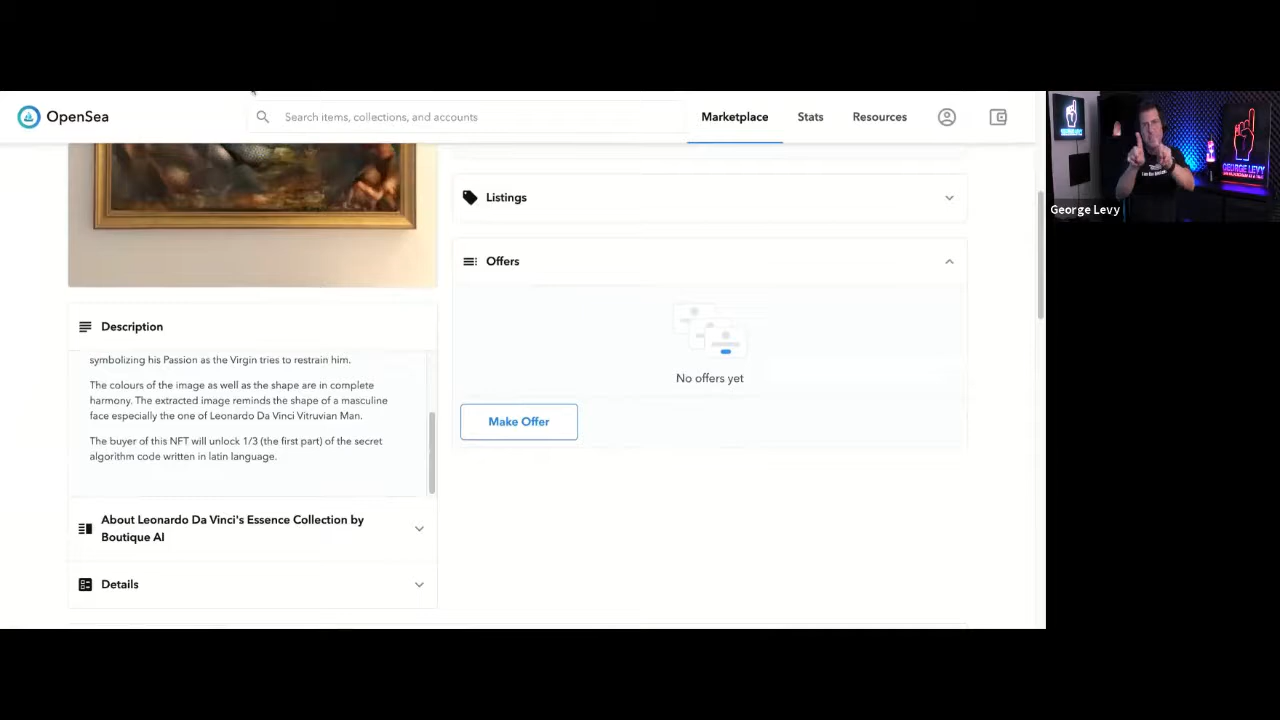 OpenSea
Search items, collections, and accounts
Marketplace
Stats
Resources
Listings
Offers
No offers yet
Make Offer
Description
symbolizing his Passion as the Virgin tries to restrain him.
The colours of the image as well as the shape are in complete
harmony. The extracted image reminds the shape of a masculine
face especially the one of Leonardo Da Vinci Vitruvian Man.
The buyer of this NFT will unlock 1/3 (the first part) of the secret
algorithm code written in latin language.
About Leonardo Da Vinci's Essence Collection by
Boutique AI
Details
GEORGE LEVY
George Levy